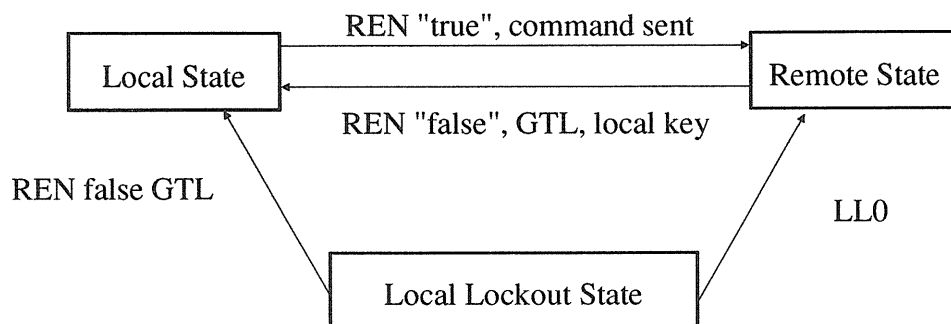 REN "true", command sent
Local State
Remote State
REN "false", GTL, local key
REN false GTL
LL0
Local Lockout State